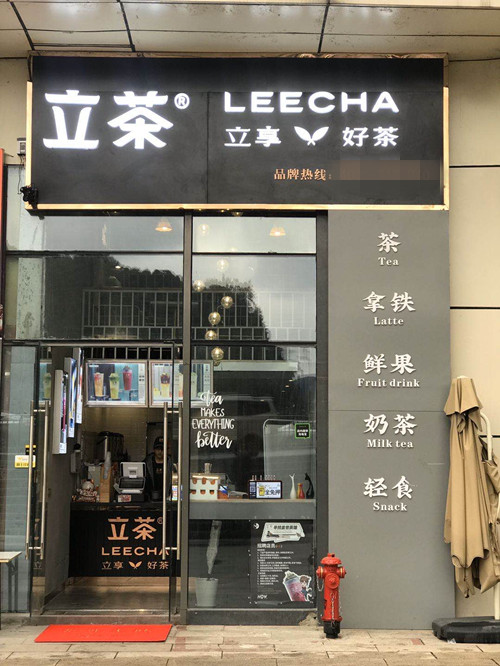 立茶®
LEECHA
立享 好茶
品牌热线:
茶
Tea
拿铁
Latte
鲜果
Fruit drink
奶茶
Milk tea
轻食
Snack
tea
MAKES
EVERYTHING
better
立茶®
LEECHA
立享 好茶